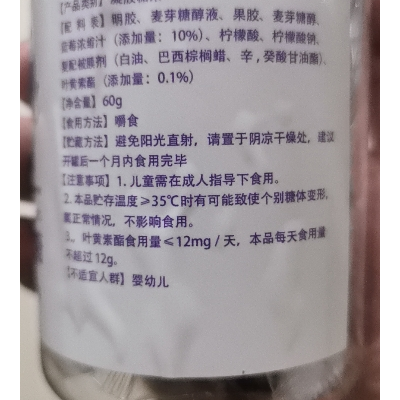 【产品类别】凝胶糖果
【配 料 表】明胶、麦芽糖醇液、果胶、麦芽糖醇、
蓝莓浓缩汁（添加量：10%）、柠檬酸、柠檬酸钠、
复配被膜剂（白油、巴西棕榈蜡、辛，癸酸甘油酯）、
叶黄素酯（添加量：0.1%）
【净含量】60g
【食用方法】嚼食
【贮藏方法】避免阳光直射，请置于阴凉干燥处，建议
开罐后一个月内食用完毕
【注意事项】1. 儿童需在成人指导下食用。
2. 本品贮存温度≥35℃时有可能致使个别糖体变形，
属正常情况，不影响食用。
3、叶黄素酯食用量≤12mg / 天，本品每天食用量
不超过12g。
【不适宜人群】婴幼儿